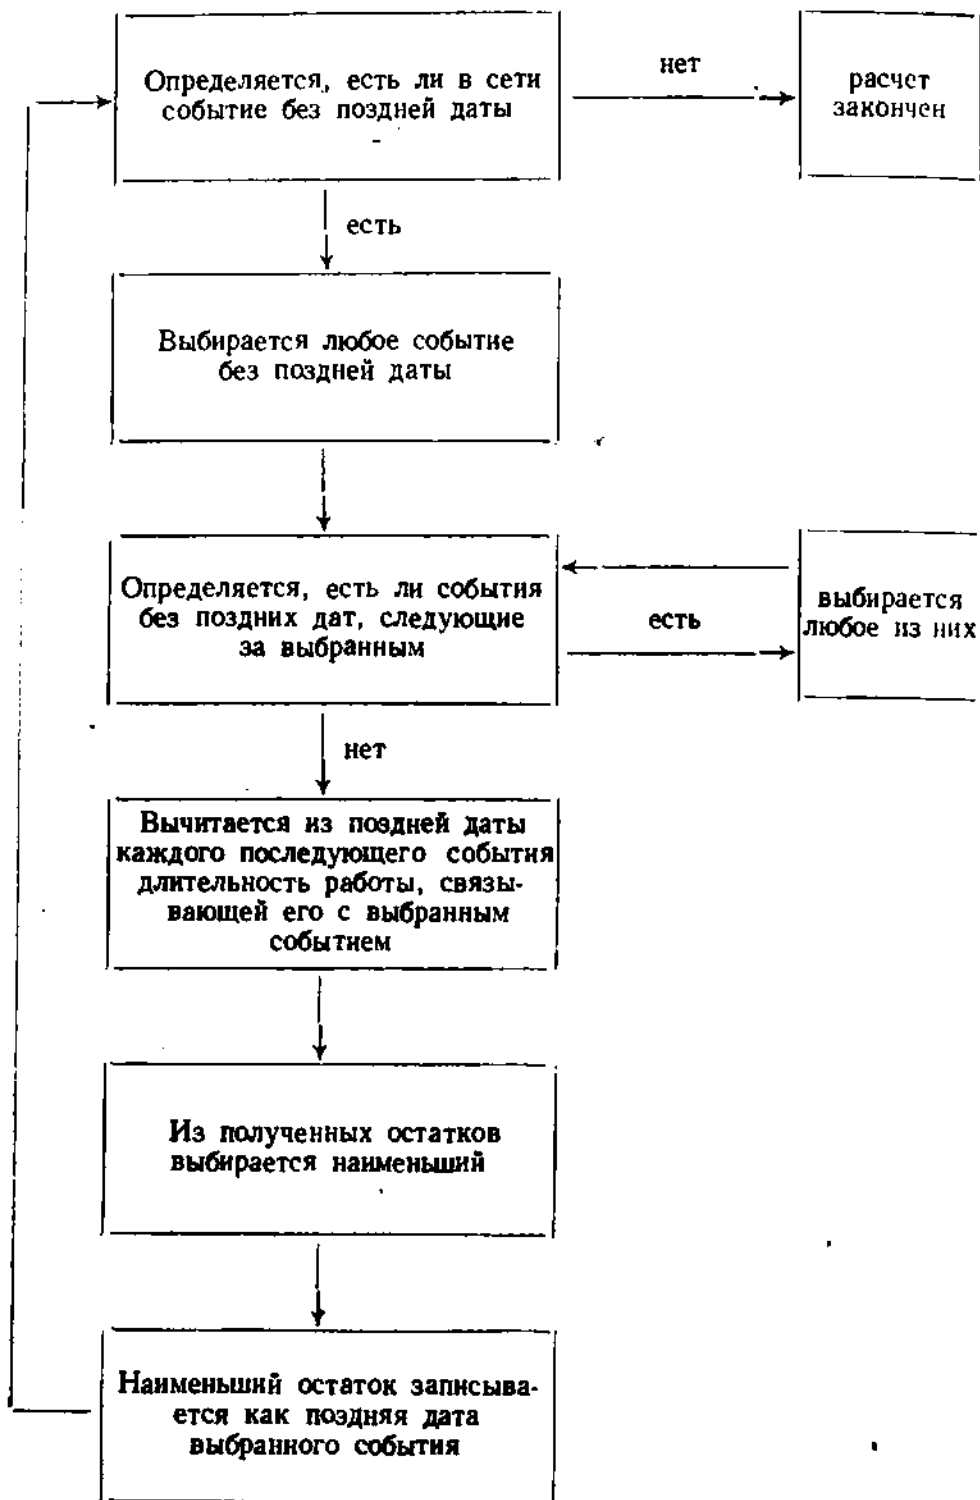 Определяется, есть ли в сети
событие без поздней даты
нет
расчет
закончен
есть
Выбирается любое событие
без поздней даты
Определяется, есть ли события
без поздних дат, следующие
за выбранным
есть
выбирается
любое из них
нет
Вычитается из поздней даты
каждого последующего события
длительность работы, связы-
вающей его с выбранным
событием
Из полученных остатков
выбирается наименьший
Наименьший остаток записыва-
ется как поздняя дата
выбранного события